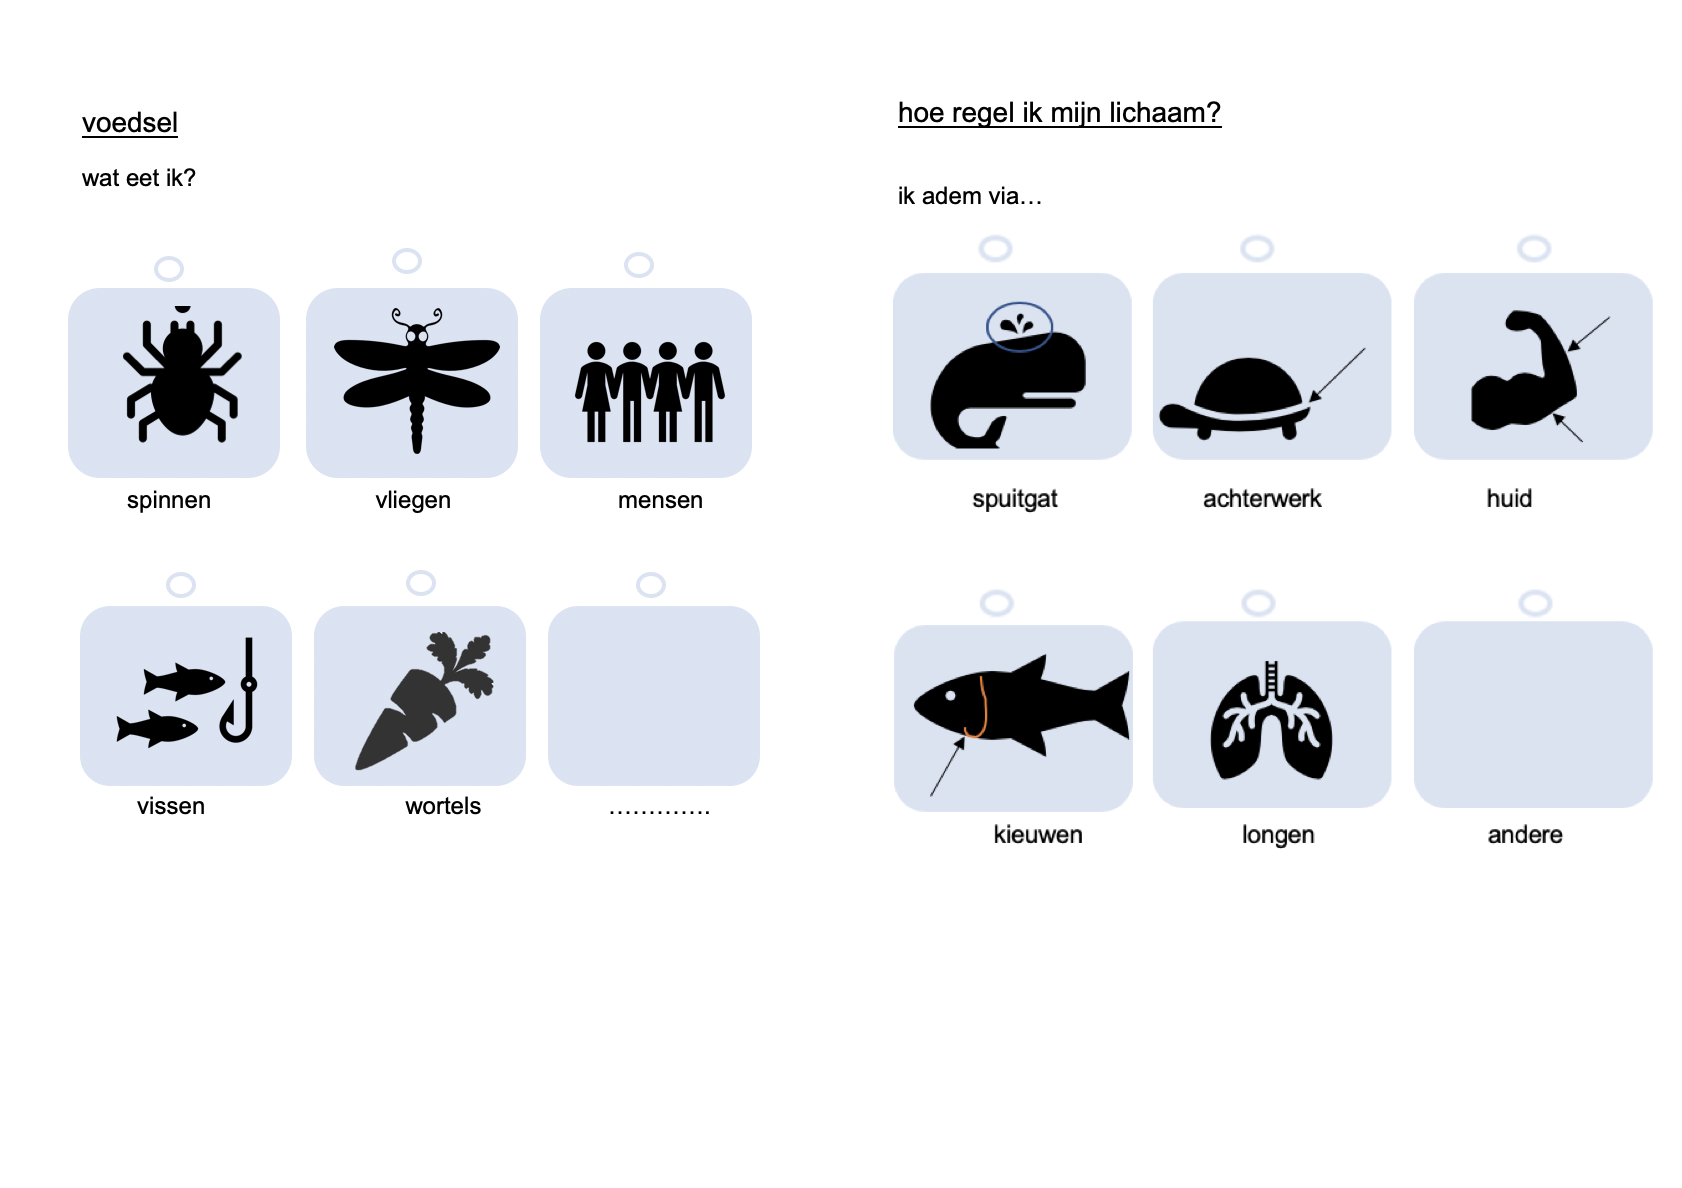 voedsel
wat eet ik?
spinnen
vliegen
mensen
vissen
wortels
………….
hoe regel ik mijn lichaam?
ik adem via…
spuitgat
achterwerk
huid
kieuwen
longen
andere